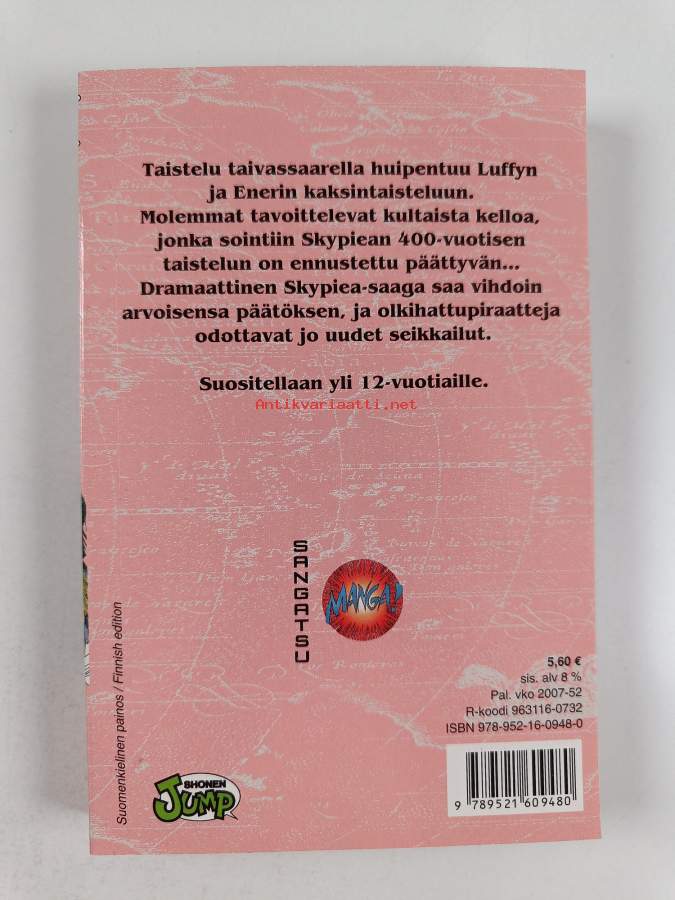 Taistelu taivassaarella huipentuu Luffyn
ja Enerin kaksintaisteluun.
Molemmat tavoittelevat kultaista kelloa,
jonka sointiin Skypiean 400-vuotisen
taistelun on ennustettu päättyvän...
Dramaattinen Skypiea-saaga saa vihdoin
arvoisensa päätöksen, ja olkihattupiraatteja
odottavat jo uudet seikkailut.
Suositellaan yli 12-vuotiaille.
Antikvariaatti.net
SANGATSU
MANGA!
5,60 €
sis. alv 8 %
Pal. vko 2007-52
R-koodi 963116-0732
ISBN 978-952-16-0948-0
9 789521 609480
Suomenkielinen painos / Finnish edition
SHONEN
JUMP